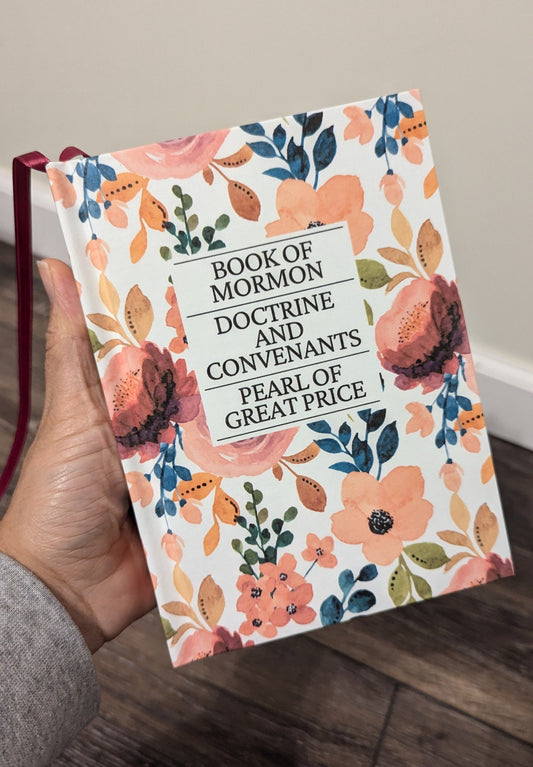 BOOK OF
MORMON
DOCTRINE
AND
CONVENANTS
PEARL OF
GREAT PRICE